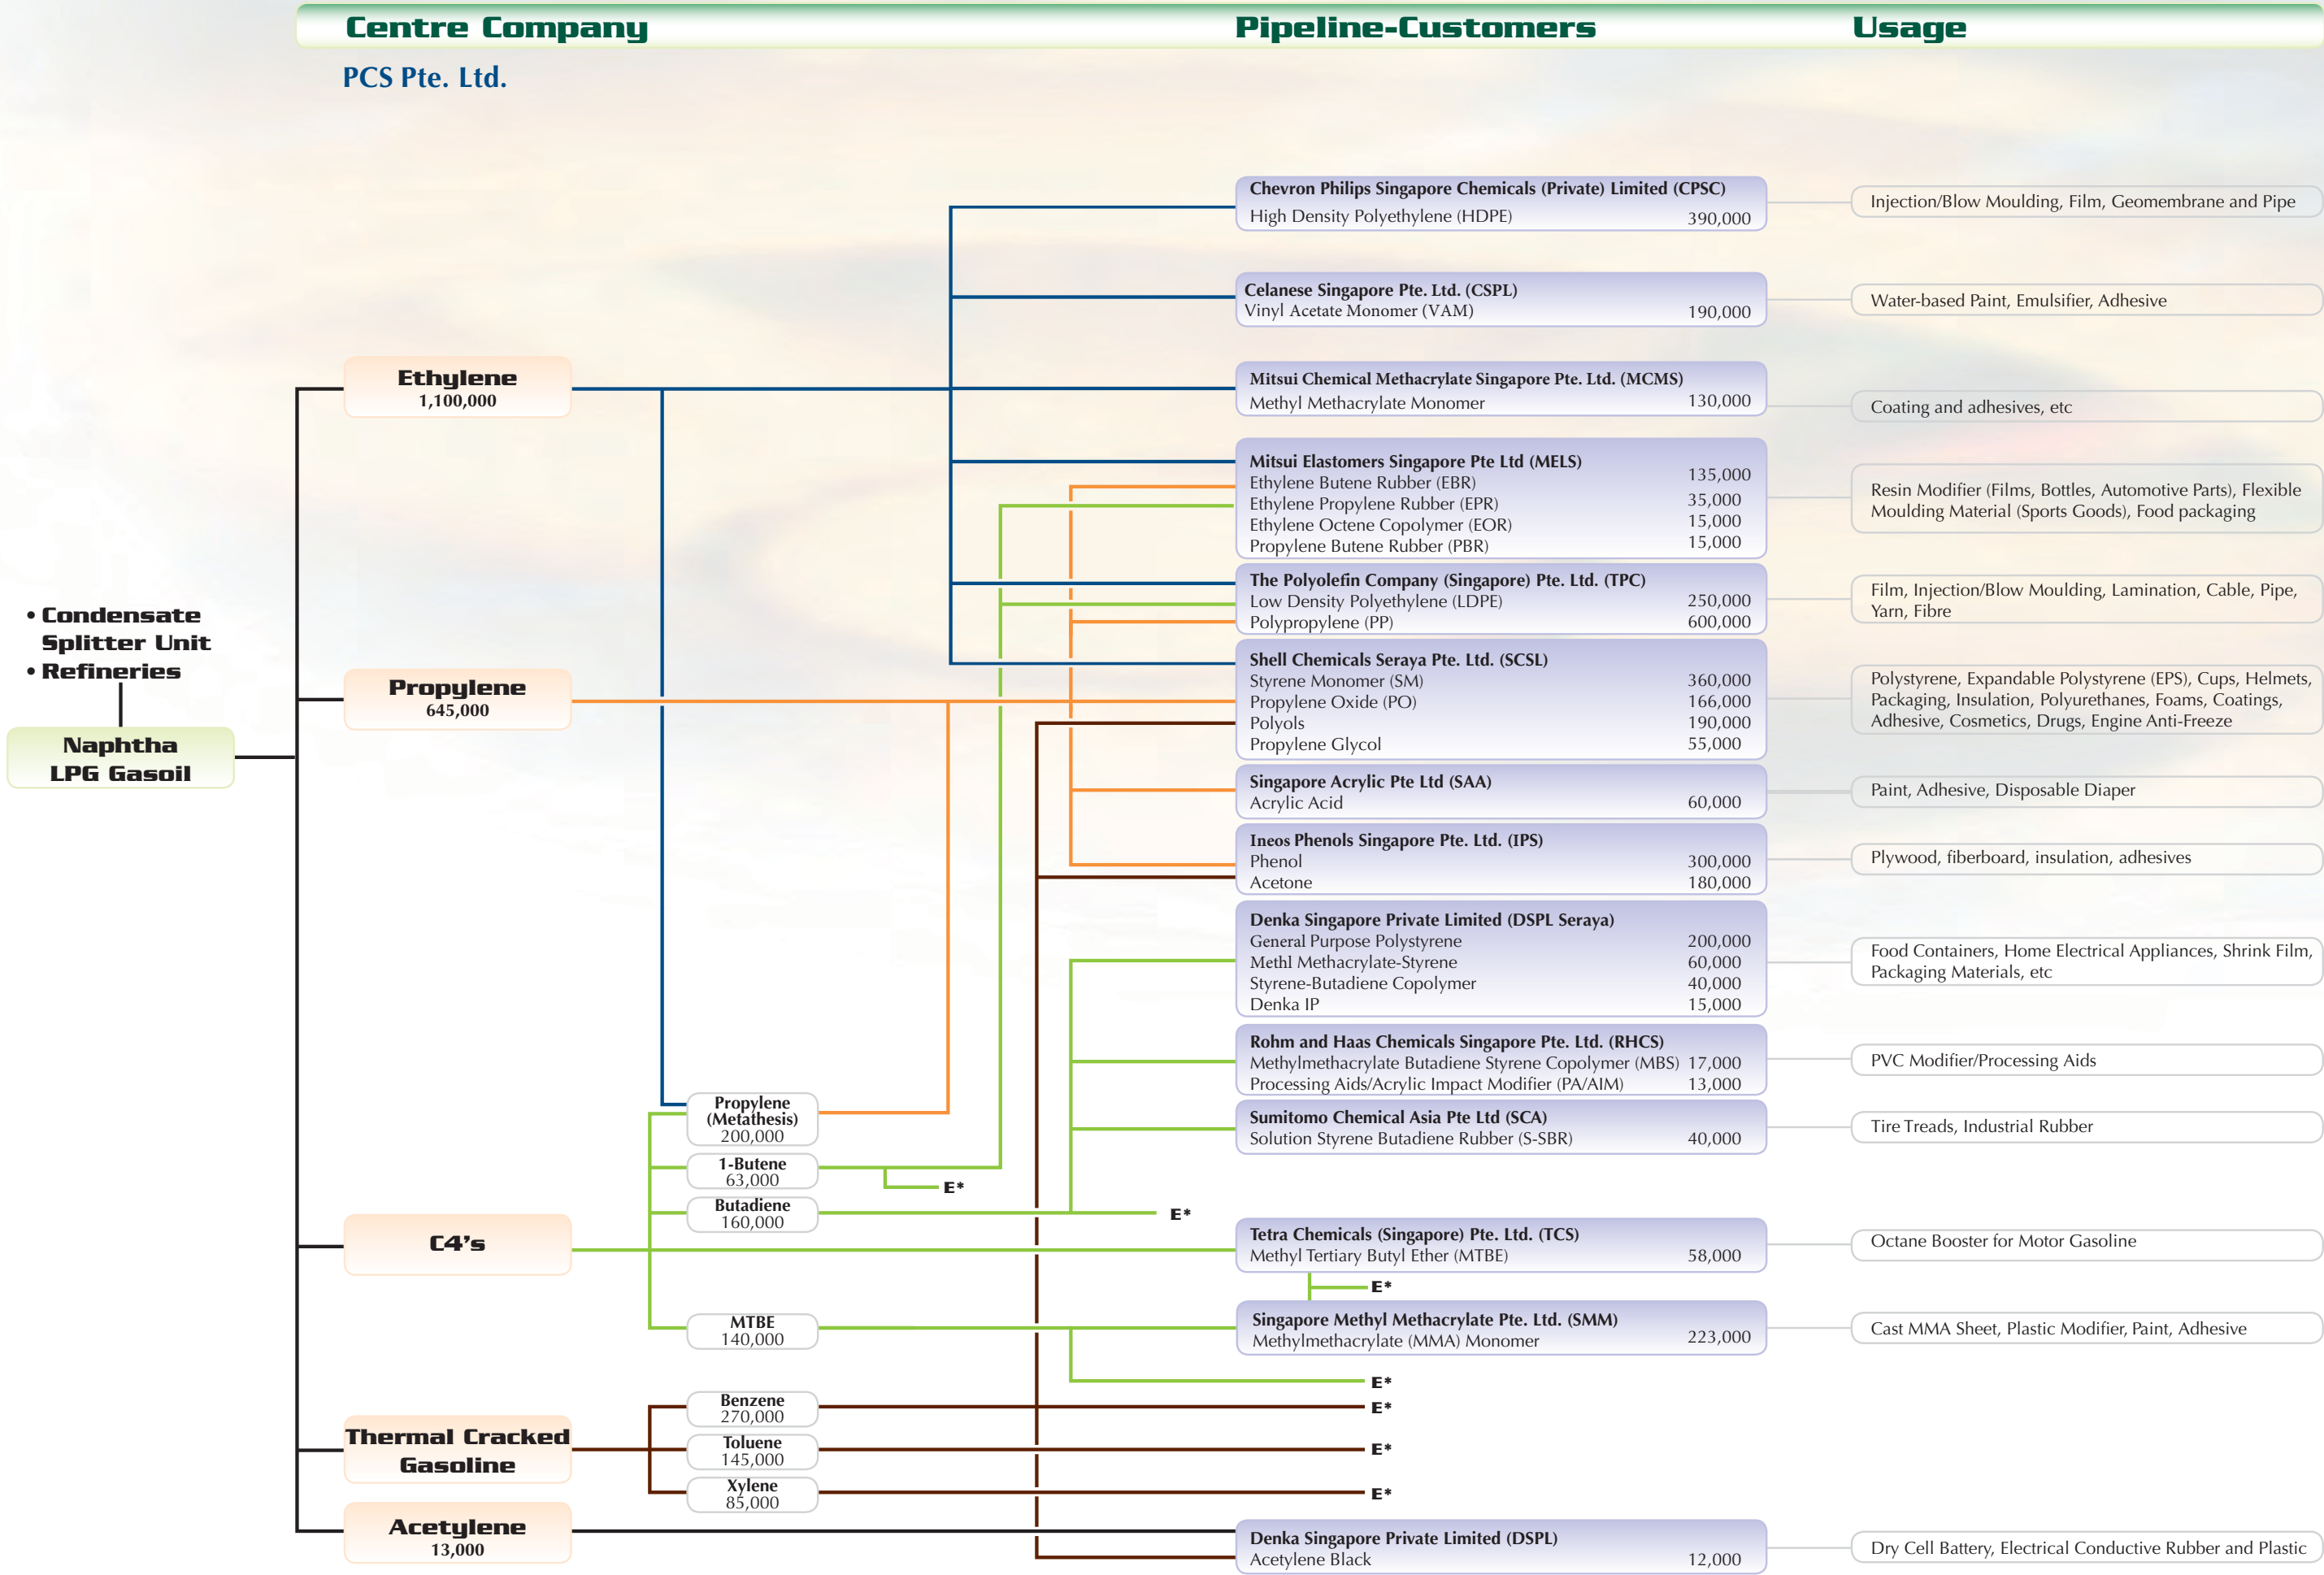 Centre Company
Pipeline-Customers
Usage
PCS Pte. Ltd.
• Condensate
Splitter Unit
• Refineries
Naphtha
LPG Gasoil
Ethylene
1,100,000
Propylene
645,000
C4's
Thermal Cracked
Gasoline
Acetylene
13,000
Propylene
(Metathesis)
200,000
1-Butene
63,000
E*
Butadiene
160,000
E*
MTBE
140,000
Benzene
270,000
Toluene
145,000
Xylene
85,000
Chevron Philips Singapore Chemicals (Private) Limited (CPSC)
High Density Polyethylene (HDPE) 390,000
Injection/Blow Moulding, Film, Geomembrane and Pipe
Celanese Singapore Pte. Ltd. (CSPL)
Vinyl Acetate Monomer (VAM) 190,000
Water-based Paint, Emulsifier, Adhesive
Mitsui Chemical Methacrylate Singapore Pte. Ltd. (MCMS)
Methyl Methacrylate Monomer 130,000
Coating and adhesives, etc
Mitsui Elastomers Singapore Pte Ltd (MELS)
Ethylene Butene Rubber (EBR) 135,000
Ethylene Propylene Rubber (EPR) 35,000
Ethylene Octene Copolymer (EOR) 15,000
Propylene Butene Rubber (PBR) 15,000
Resin Modifier (Films, Bottles, Automotive Parts), Flexible
Moulding Material (Sports Goods), Food packaging
The Polyolefin Company (Singapore) Pte. Ltd. (TPC)
Low Density Polyethylene (LDPE) 250,000
Polypropylene (PP) 600,000
Film, Injection/Blow Moulding, Lamination, Cable, Pipe,
Yarn, Fibre
Shell Chemicals Seraya Pte. Ltd. (SCSL)
Styrene Monomer (SM) 360,000
Propylene Oxide (PO) 166,000
Polyols 190,000
Propylene Glycol 55,000
Polystyrene, Expandable Polystyrene (EPS), Cups, Helmets,
Packaging, Insulation, Polyurethanes, Foams, Coatings,
Adhesive, Cosmetics, Drugs, Engine Anti-Freeze
Singapore Acrylic Pte Ltd (SAA)
Acrylic Acid 60,000
Paint, Adhesive, Disposable Diaper
Ineos Phenols Singapore Pte. Ltd. (IPS)
Phenol 300,000
Acetone 180,000
Plywood, fiberboard, insulation, adhesives
Denka Singapore Private Limited (DSPL Seraya)
General Purpose Polystyrene 200,000
Methl Methacrylate-Styrene 60,000
Styrene-Butadiene Copolymer 40,000
Denka IP 15,000
Food Containers, Home Electrical Appliances, Shrink Film,
Packaging Materials, etc
Rohm and Haas Chemicals Singapore Pte. Ltd. (RHCS)
Methylmethacrylate Butadiene Styrene Copolymer (MBS) 17,000
Processing Aids/Acrylic Impact Modifier (PA/AIM) 13,000
PVC Modifier/Processing Aids
Sumitomo Chemical Asia Pte Ltd (SCA)
Solution Styrene Butadiene Rubber (S-SBR) 40,000
Tire Treads, Industrial Rubber
Tetra Chemicals (Singapore) Pte. Ltd. (TCS)
Methyl Tertiary Butyl Ether (MTBE) 58,000
Octane Booster for Motor Gasoline
E*
Singapore Methyl Methacrylate Pte. Ltd. (SMM)
Methylmethacrylate (MMA) Monomer 223,000
Cast MMA Sheet, Plastic Modifier, Paint, Adhesive
E*
E*
E*
E*
Denka Singapore Private Limited (DSPL)
Acetylene Black 12,000
Dry Cell Battery, Electrical Conductive Rubber and Plastic